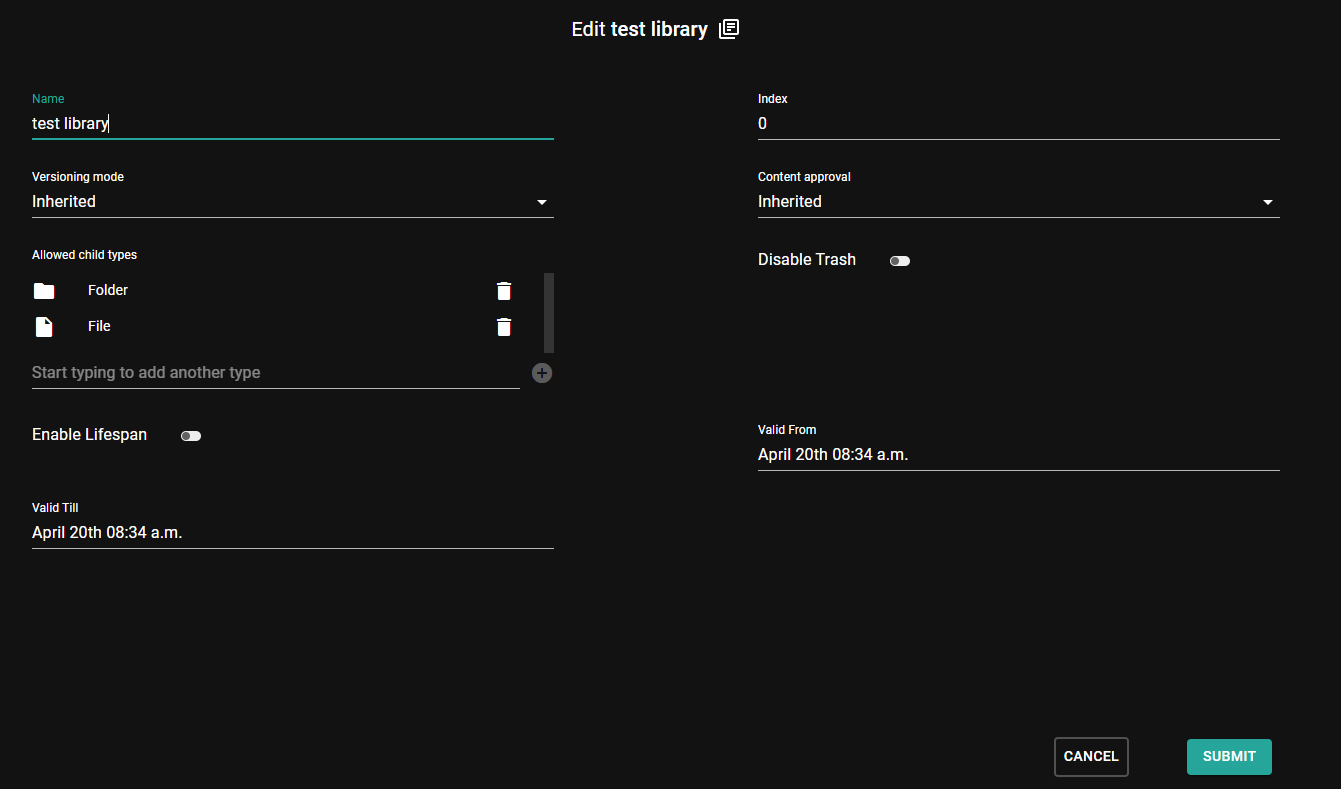 Edit test library
Name
test library
Index
0
Versioning mode
Inherited
Content approval
Inherited
Allowed child types
Folder
File
Start typing to add another type
Disable Trash
Enable Lifespan
Valid From
April 20th 08:34 a.m.
Valid Till
April 20th 08:34 a.m.
CANCEL
SUBMIT